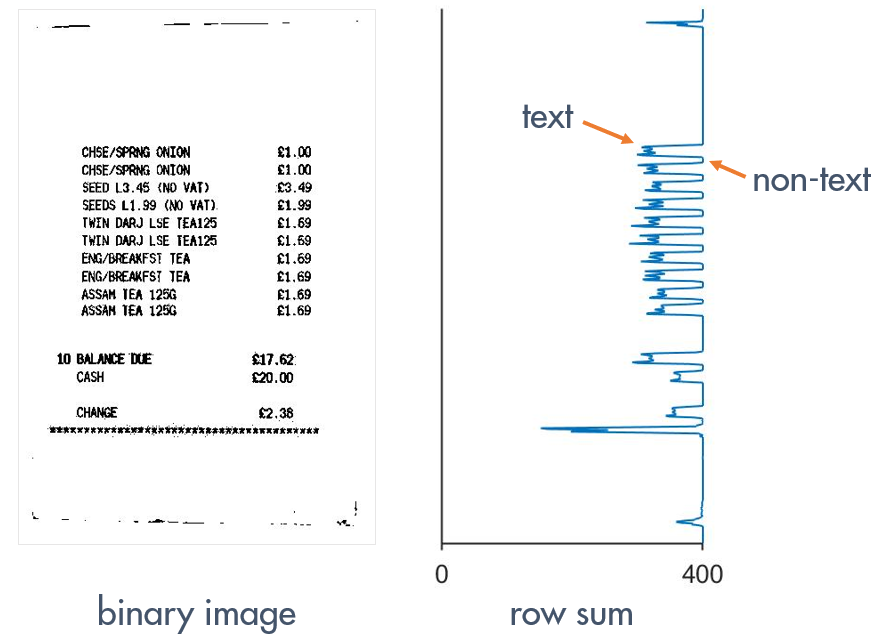 CHSE/SPRNG ONION £1.00
CHSE/SPRNG ONION £1.00
SEED L3.45 (NO VAT) £3.49
SEEDS L1.99 (NO VAT) £1.99
TWIN DARJ LSE TEA125 £1.69
TWIN DARJ LSE TEA125 £1.69
ENG/BREAKFST TEA £1.69
ENG/BREAKFST TEA £1.69
ASSAM TEA 125G £1.69
ASSAM TEA 125G £1.69
10 BALANCE DUE £17.62
CASH £20.00
CHANGE £2.38
****************************************
binary image
text
non-text
0 400
row sum